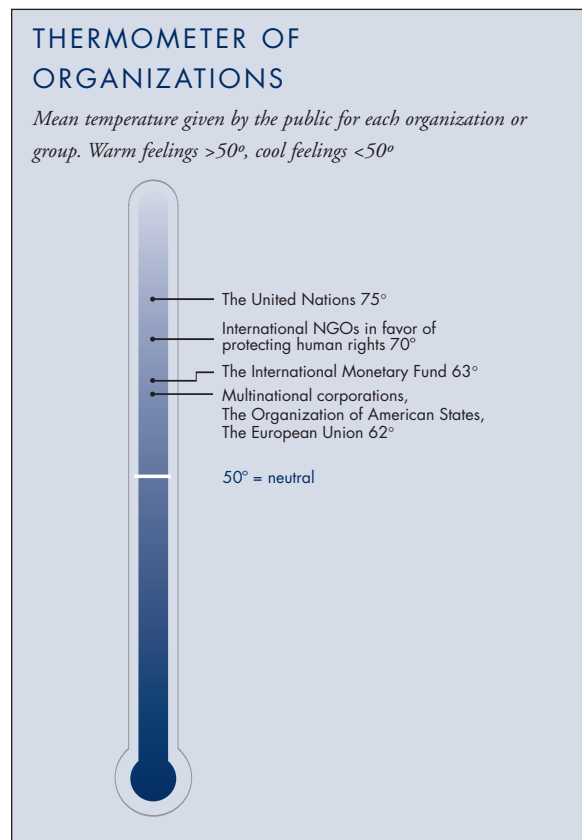 THERMOMETER OF
ORGANIZATIONS
Mean temperature given by the public for each organization or
group. Warm feelings >50º, cool feelings <50º
The United Nations 75°
International NGOs in favor of
protecting human rights 70°
The International Monetary Fund 63°
Multinational corporations,
The Organization of American States,
The European Union 62°
50° = neutral